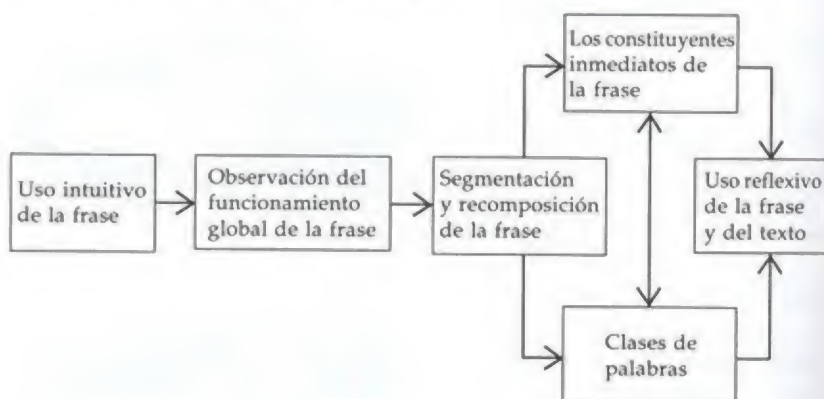 Uso intuitivo
de la frase
Observación del
funcionamiento
global de la frase
Segmentación
y recomposición
de la frase
Los constituyentes
inmediatos de
la frase
Clases de
palabras
Uso reflexivo
de la frase
y del texto